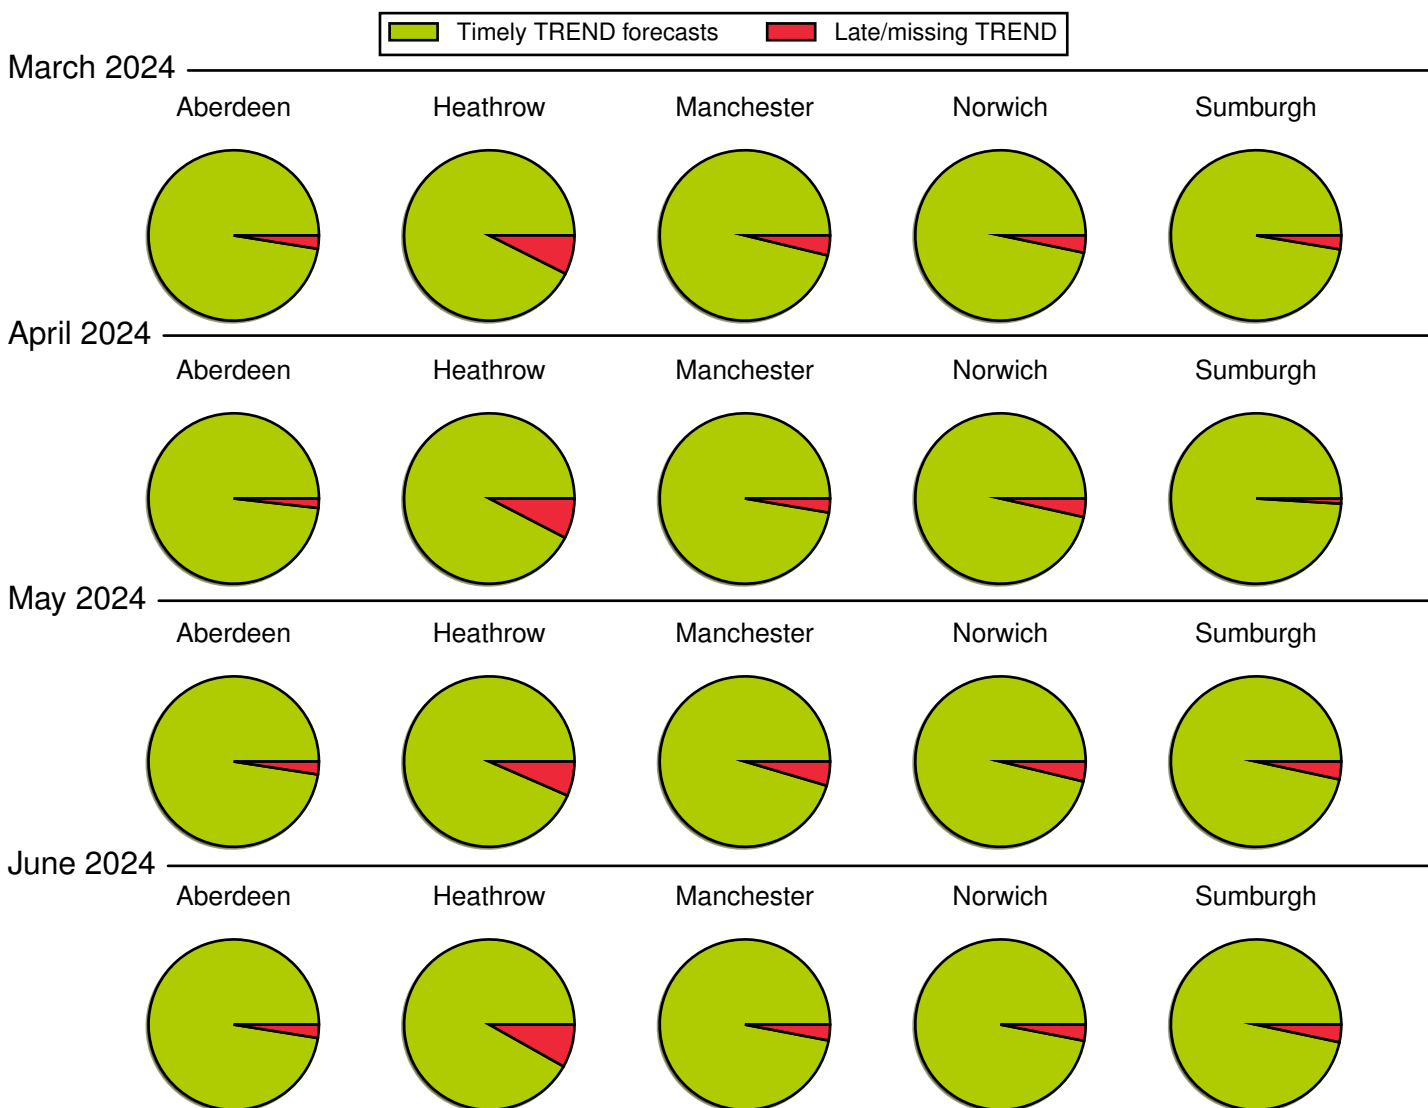 Timely TREND forecasts Late/missing TREND
March 2024
Aberdeen Heathrow Manchester Norwich Sumburgh
April 2024
Aberdeen Heathrow Manchester Norwich Sumburgh
May 2024
Aberdeen Heathrow Manchester Norwich Sumburgh
June 2024
Aberdeen Heathrow Manchester Norwich Sumburgh